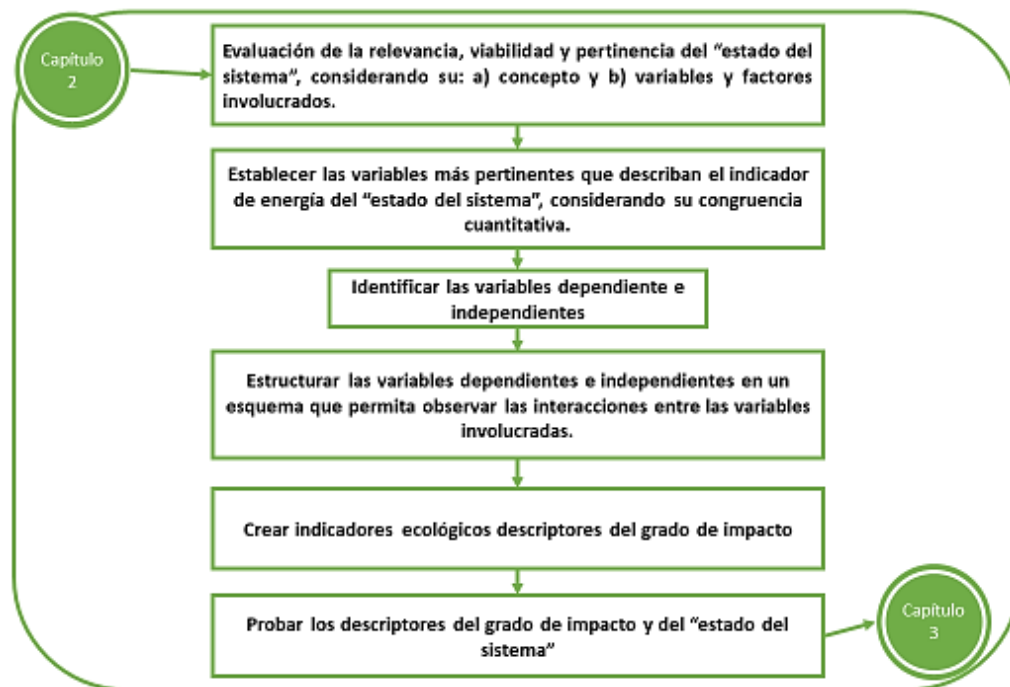 Capítulo
2
Evaluación de la relevancia, viabilidad y pertinencia del “estado del
sistema”, considerando su: a) concepto y b) variables y factores
involucrados.
Establecer las variables más pertinentes que describan el indicador
de energía del “estado del sistema”, considerando su congruencia
cuantitativa.
Identificar las variables dependiente e
independientes
Estructurar las variables dependientes e independientes en un
esquema que permita observar las interacciones entre las variables
involucradas.
Crear indicadores ecológicos descriptores del grado de impacto
Probar los descriptores del grado de impacto y del “estado del
sistema”
Capítulo
3